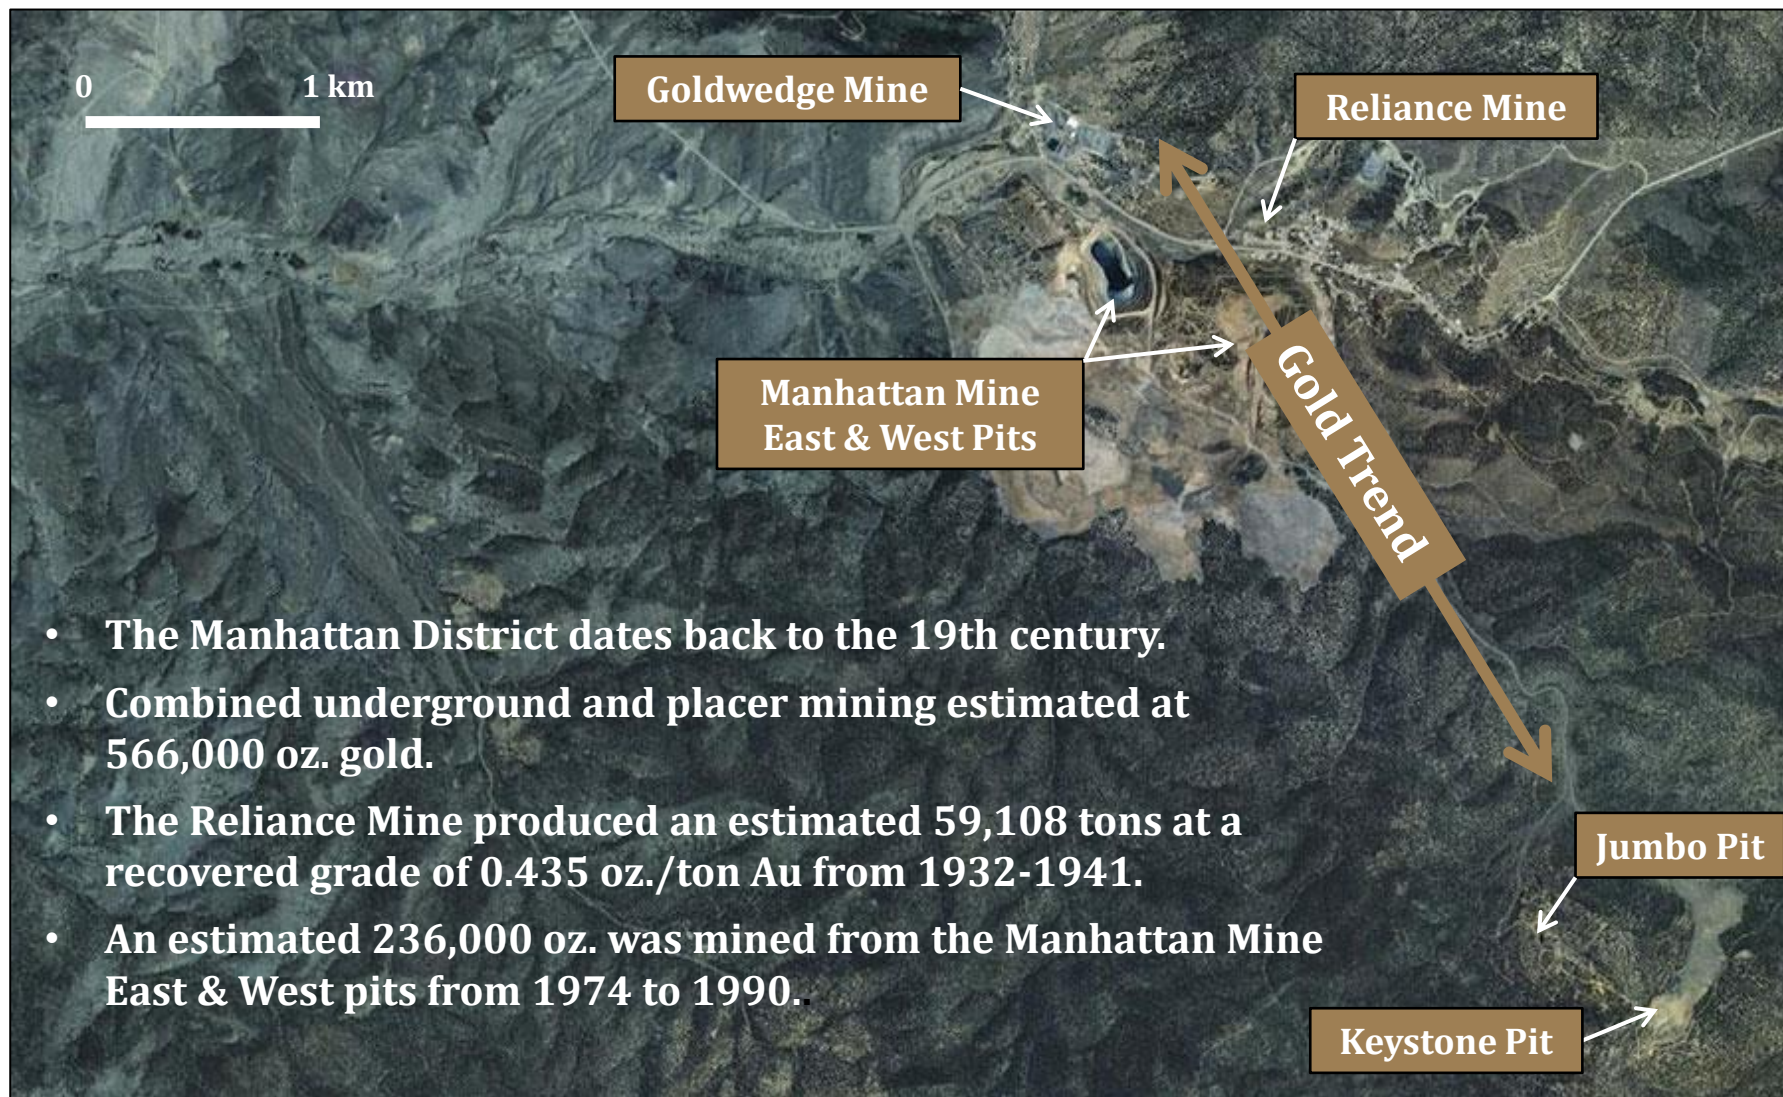 0 1 km
Goldwedge Mine
Reliance Mine
Manhattan Mine
East & West Pits
Gold Trend
• The Manhattan District dates back to the 19th century.
• Combined underground and placer mining estimated at
566,000 oz. gold.
• The Reliance Mine produced an estimated 59,108 tons at a
recovered grade of 0.435 oz./ton Au from 1932-1941.
• An estimated 236,000 oz. was mined from the Manhattan Mine
East & West pits from 1974 to 1990..
Jumbo Pit
Keystone Pit